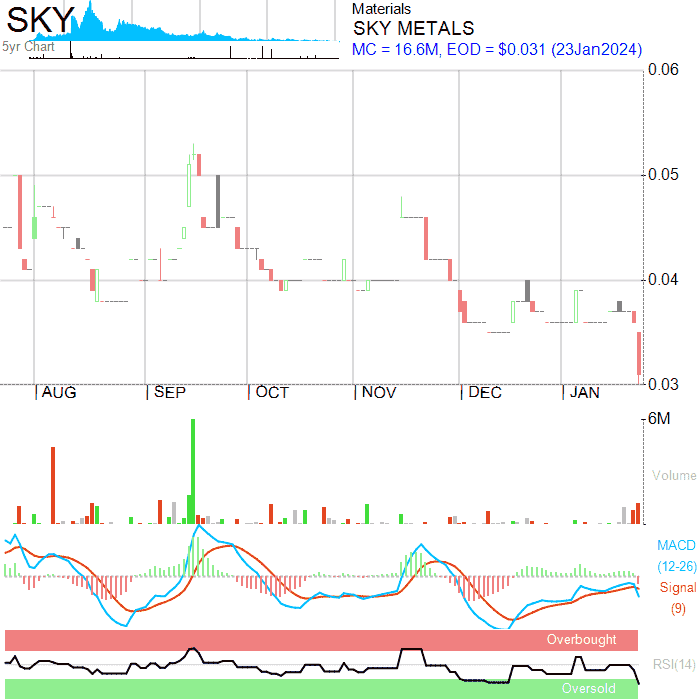 SKY
5yr Chart
Materials
SKY METALS
MC = 16.6M, EOD = $0.031 (23Jan2024)
0.06
0.05
0.04
0.03
AUG SEP OCT NOV DEC JAN
6M
Volume
MACD
(12-26)
Signal
(9)
Overbought
RSI(14)
Oversold